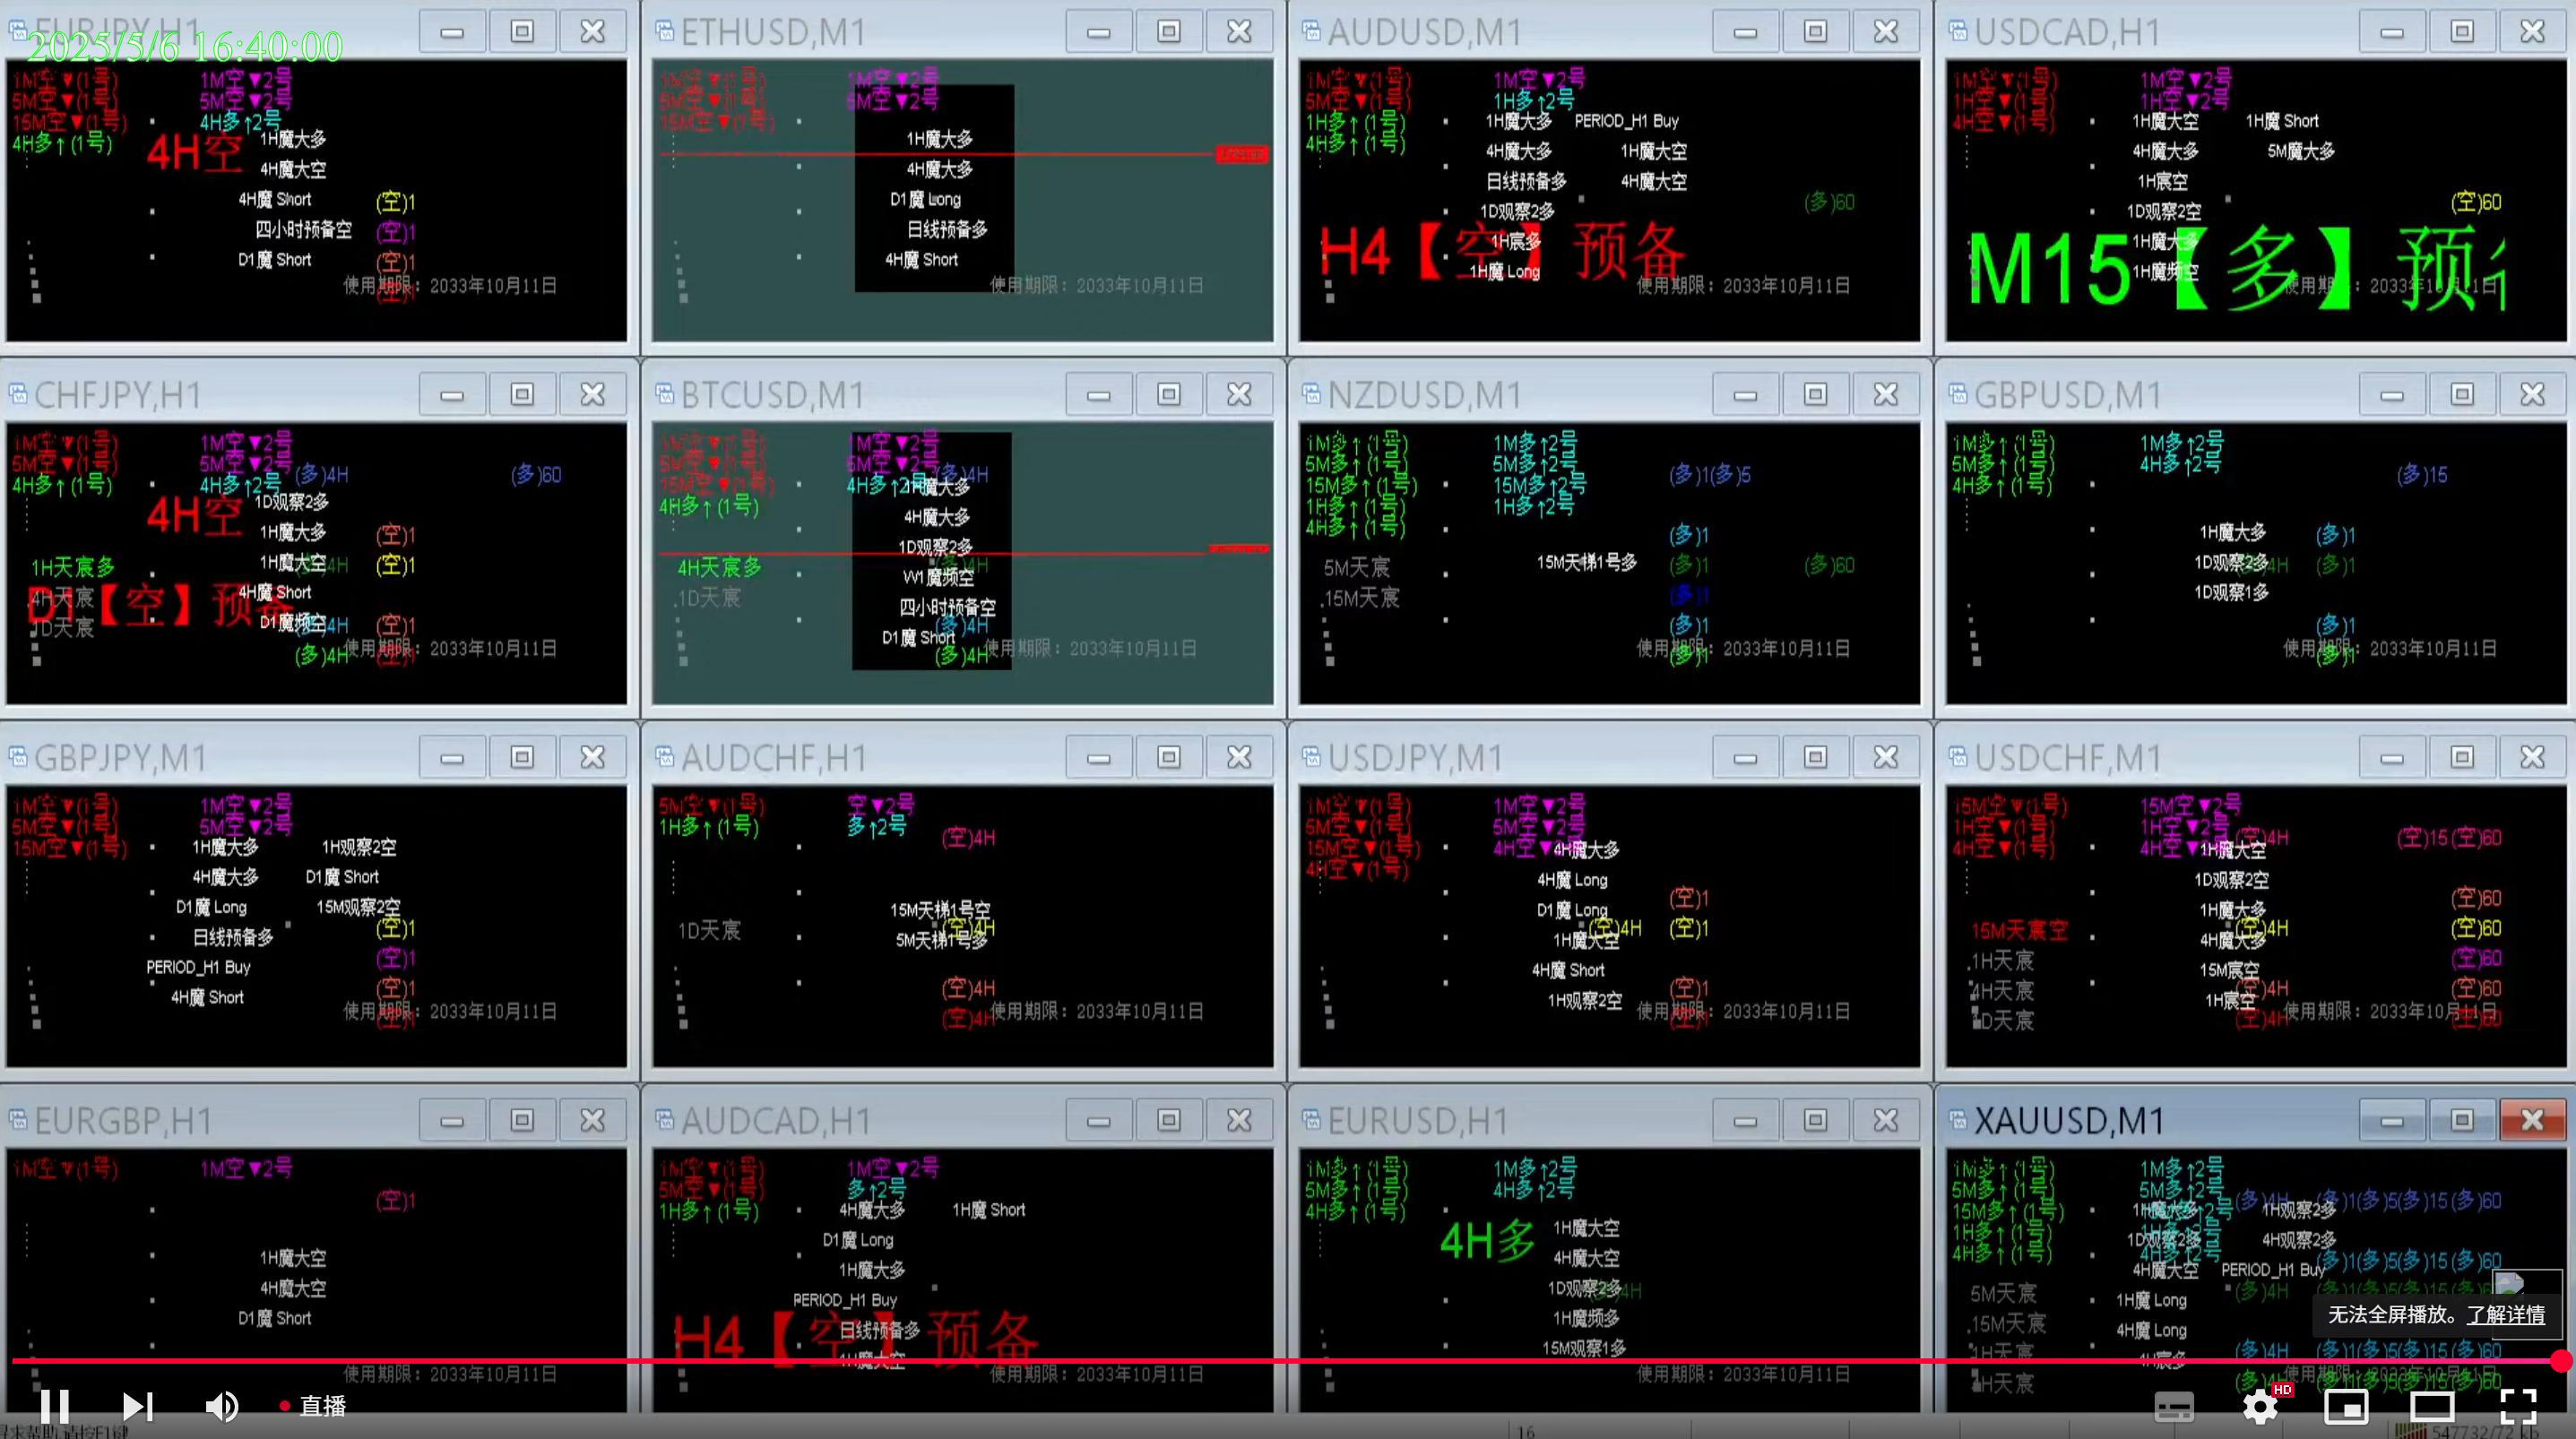 EURJPY,H1
2025/5/6 16:40:00
1M空▼(1号)
5M空▼(1号)
15M空▼(1号)
4H多↑(1号)
1M空▼2号
5M空▼2号
4H多↑2号
4H空
1H魔大多
4H魔大空
4H魔 Short
四小时预备空
D1魔 Short
(空)1
(空)1
(空)1
(空)1
使用期限：2033年10月11日
ETHUSD,M1
1M空▼(1号)
5M空▼(1号)
15M空▼(1号)
1M空▼2号
5M空▼2号
1H魔大多
4H魔大多
D1魔 Long
日线预备多
4H魔 Short
使用期限：2033年10月11日
AUDUSD,M1
1M空▼(1号)
5M空▼(1号)
1H多↑(1号)
4H多↑(1号)
1M空▼2号
1H多↑2号
1H魔大多 PERIOD_H1 Buy
4H魔大多 1H魔大空
日线预备多 4H魔大空
1D观察2多
(多)60
1H宸多
1H魔 Long
H4【空】预备
使用期限：2033年10月11日
USDCAD,H1
1M空▼(1号)
1H空▼(1号)
4H空▼(1号)
1M空▼2号
1H空▼2号
1H魔大空 1H魔 Short
4H魔大多 5M魔大多
1H宸空
1D观察2空
(空)60
1H魔大多
1H魔频空
M15【多】预
使用期限：2033年10月11日
CHFJPY,H1
1M空▼(1号)
5M空▼(1号)
4H多↑(1号)
1M空▼2号
5M空▼2号
4H多↑2号
(多)4H (多)60
4H空
1D观察2多
1H魔大多
1H魔大空
4H魔 Short
D1魔频空
(空)1
(空)1
(空)1
(多)4H
(多)4H
1H天宸多
4H天宸
1D天宸
D1【空】预备
使用期限：2033年10月11日
BTCUSD,M1
1M空▼(1号)
5M空▼(1号)
15M空▼(1号)
4H多↑(1号)
1M空▼2号
5M空▼2号
4H多↑2号
(多)4H
1H魔大多
4H魔大多
1D观察2多
W1魔频空
四小时预备空
D1魔 Short
(多)4H
(多)4H
(多)4H
4H天宸多
1D天宸
使用期限：2033年10月11日
NZDUSD,M1
1M多↑(1号)
5M多↑(1号)
15M多↑(1号)
1H多↑(1号)
4H多↑(1号)
1M多↑2号
5M多↑2号
15M多↑2号
1H多↑2号
(多)1(多)5
(多)1
15M天梯1号多
(多)1
(多)60
(多)1
(多)1
(多)1
5M天宸
15M天宸
使用期限：2033年10月11日
GBPUSD,M1
1M多↑(1号)
5M多↑(1号)
4H多↑(1号)
1M多↑2号
4H多↑2号
(多)15
1H魔大多
1D观察2多
1D观察1多
(多)1
(多)1
(多)1
(多)1
使用期限：2033年10月11日
GBPJPY,M1
1M空▼(1号)
5M空▼(1号)
15M空▼(1号)
1M空▼2号
5M空▼2号
1H魔大多 1H观察2空
4H魔大多 D1魔 Short
D1魔 Long 15M观察2空
日线预备多
PERIOD_H1 Buy
4H魔 Short
(空)1
(空)1
(空)1
(空)1
使用期限：2033年10月11日
AUDCHF,H1
5M空▼(1号)
1H多↑(1号)
空▼2号
多↑2号
(空)4H
15M天梯1号空
(空)4H
5M天梯1号多
1D天宸
(空)4H
(空)4H
使用期限：2033年10月11日
USDJPY,M1
1M空▼(1号)
5M空▼(1号)
15M空▼(1号)
4H空▼(1号)
1M空▼2号
5M空▼2号
4H空▼2号
4H魔大多
4H魔 Long
D1魔 Long
1H魔大空
4H魔 Short
1H观察2空
(空)1
(空)4H (空)1
(空)1
使用期限：2033年10月11日
USDCHF,M1
15M空▼(1号)
1H空▼(1号)
4H空▼(1号)
15M空▼2号
1H空▼2号
4H空▼2号
(空)4H (空)15(空)60
1H魔大空
1D观察2空
1H魔大多
4H魔大多
15M宸空
1H宸空
(空)60
(空)4H (空)60
(空)60
(空)4H (空)60
(空)4H (空)60
15M天宸空
1H天宸
4H天宸
1D天宸
使用期限：2033年10月11日
EURGBP,H1
1M空▼(1号)
1M空▼2号
(空)1
1H魔大空
4H魔大空
D1魔 Short
使用期限：2033年10月11日
AUDCAD,H1
1M空▼(1号)
5M空▼(1号)
1H多↑(1号)
1M空▼2号
多↑2号
4H魔大多 1H魔 Short
D1魔 Long
1H魔大多
PERIOD_H1 Buy
日线预备多
1H魔大空
H4【空】预备
使用期限：2033年10月11日
EURUSD,H1
1M多↑(1号)
5M多↑(1号)
4H多↑(1号)
1M多↑2号
4H多↑2号
4H多
1H魔大空
4H魔大空
1D观察2多
1H魔频多
15M观察1多
使用期限：2033年10月11日
XAUUSD,M1
1M多↑(1号)
5M多↑(1号)
15M多↑(1号)
1H多↑(1号)
4H多↑(1号)
1M多↑2号
5M多↑2号
(多)4H (多)1(多)5(多)15(多)60
1H观察2多
1D观察2多 4H观察2多
4H魔大空 PERIOD_H1 Buy
(多)1(多)5(多)15(多)60
1H魔 Long
4H魔 Long
(多)4H (多)1(多)5(多)15(多)60
5M天宸
15M天宸
1H天宸
4H天宸
使用期限：2033年10月11日
无法全屏播放。了解详情
直播
HD
16